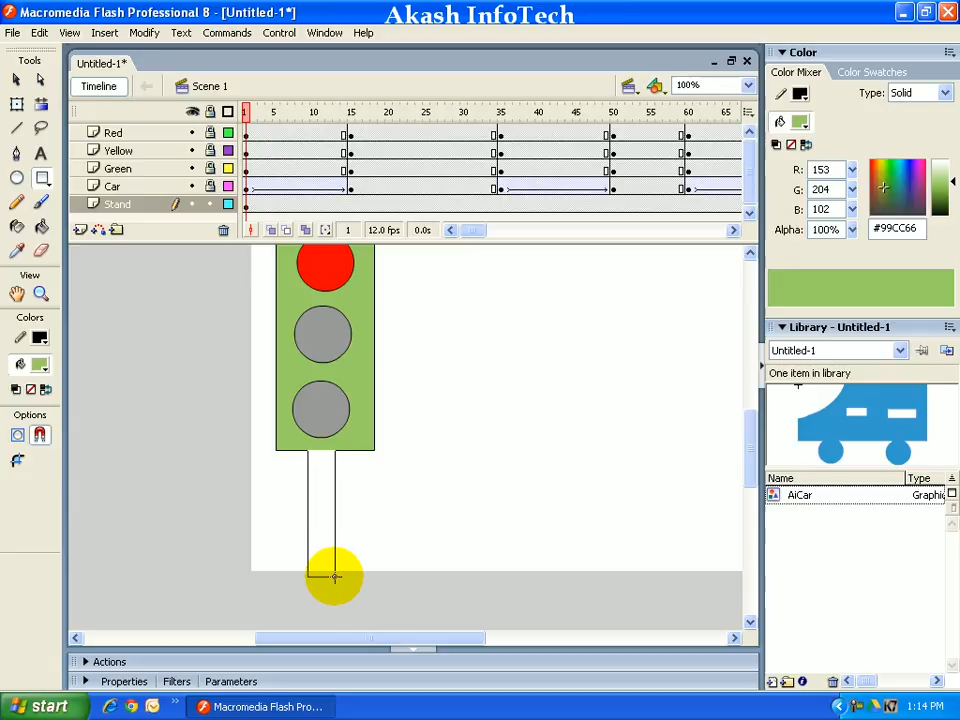 Macromedia Flash Professional 8 - [Untitled-1*]
Akash InfoTech
File Edit View Insert Modify Text Commands Control Window Help
Tools
View
Colors
Options
Untitled-1*
Timeline
Scene 1
100%
1 5 10 15 20 25 30 35 40 45 50 55 60 65
Red
Yellow
Green
Car
Stand
1 12.0 fps 0.0s
Actions
Properties Filters Parameters
Color
Color Mixer Color Swatches
Type: Solid
R: 153
G: 204
B: 102
Alpha: 100% #99CC66
Library - Untitled-1
Untitled-1
One item in library
Name Type
AiCar Graphic
start
Macromedia Flash Pro...
1:14 PM